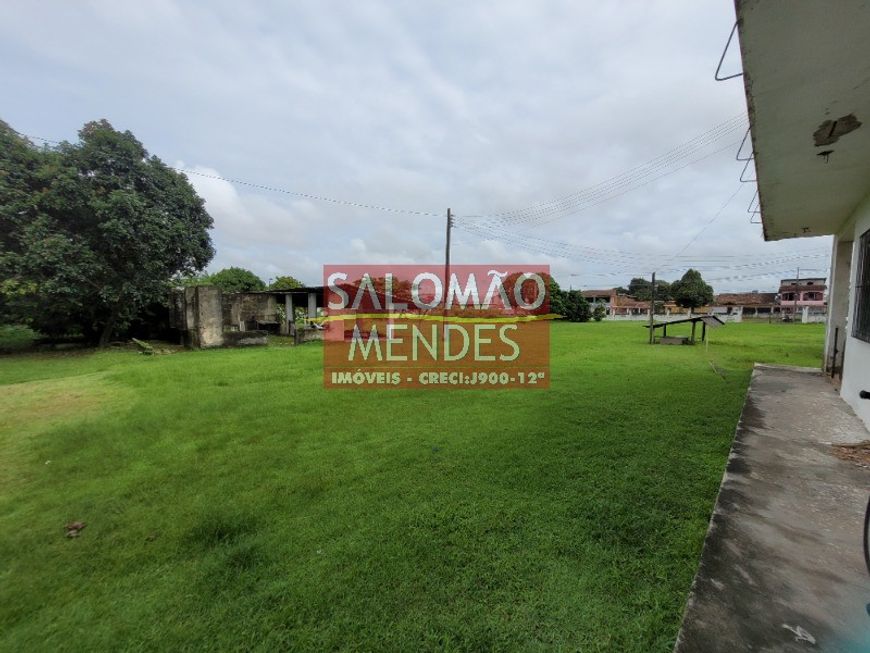 SALOMÃO
MENDES
IMÓVEIS - CRECI:J900-12ª